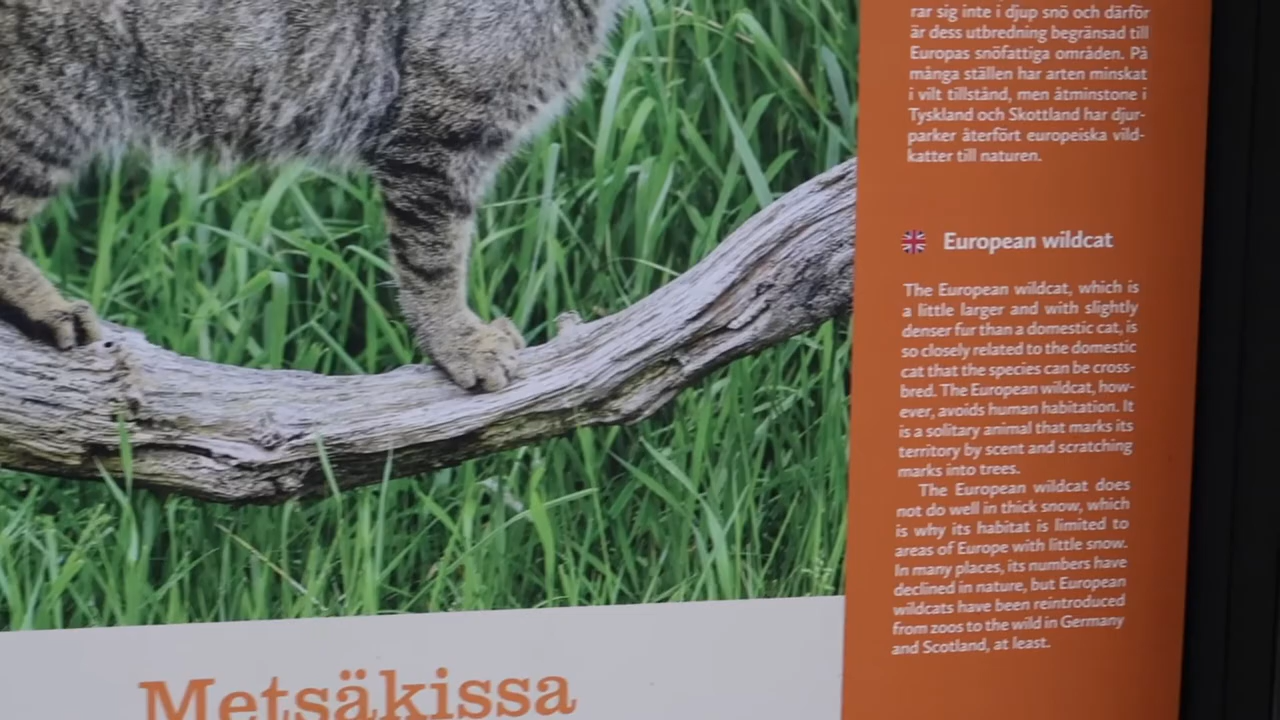 rar sig inte i djup snö och därför
är dess utbredning begränsad till
Europas snöfattiga områden. På
många ställen har arten minskat
i vilt tillstånd, men åtminstone i
Tyskland och Skottland har djur-
parker återfört europeiska vild-
katter till naturen.
European wildcat
The European wildcat, which is
a little larger and with slightly
denser fur than a domestic cat, is
so closely related to the domestic
cat that the species can be cross-
bred. The European wildcat, how-
ever, avoids human habitation. It
is a solitary animal that marks its
territory by scent and scratching
marks into trees.
The European wildcat does
not do well in thick snow, which
is why its habitat is limited to
areas of Europe with little snow.
In many places, its numbers have
declined in nature, but European
wildcats have been reintroduced
from zoos to the wild in Germany
and Scotland, at least.
Metsäkissa